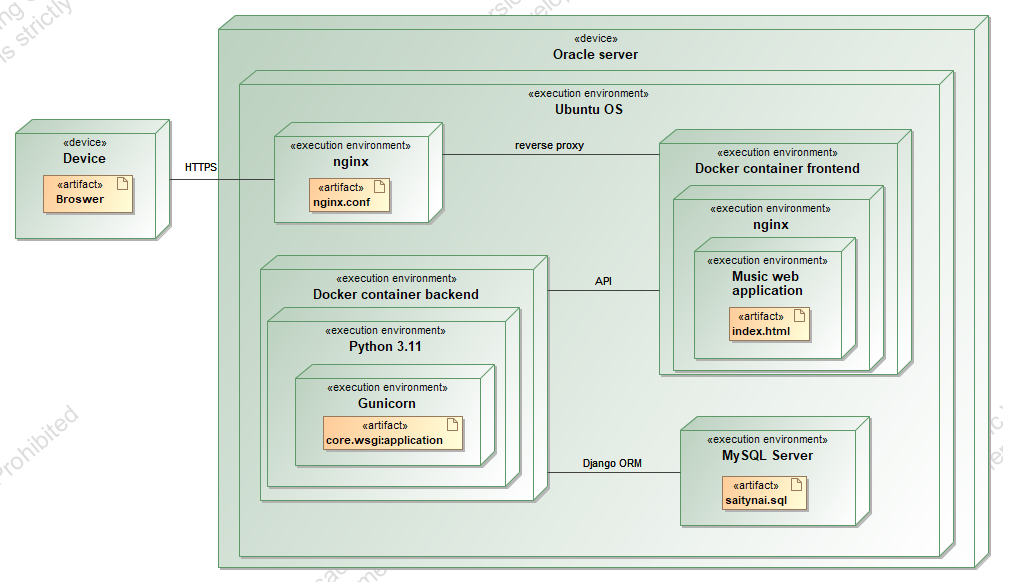 «device»
Oracle server
«execution environment»
Ubuntu OS
«device»
Device
«artifact»
Broswer
HTTPS
«execution environment»
nginx
«artifact»
nginx.conf
reverse proxy
«execution environment»
Docker container frontend
«execution environment»
nginx
«execution environment»
Music web
application
«artifact»
index.html
API
«execution environment»
Docker container backend
«execution environment»
Python 3.11
«execution environment»
Gunicorn
«artifact»
core.wsgi:application
Django ORM
«execution environment»
MySQL Server
«artifact»
saitynai.sql
is strictly
Prohibited